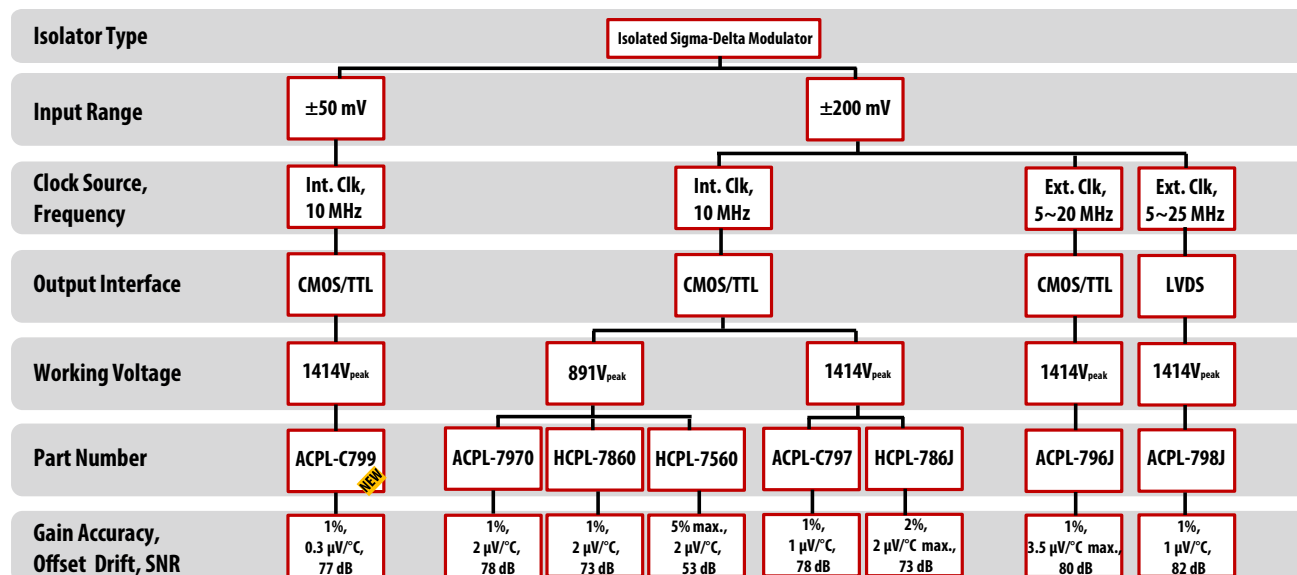 Isolator Type
Isolated Sigma-Delta Modulator
Input Range
±50 mV
±200 mV
Clock Source,
Frequency
Int. Clk,
10 MHz
Int. Clk,
10 MHz
Ext. Clk,
5~20 MHz
Ext. Clk,
5~25 MHz
Output Interface
CMOS/TTL
CMOS/TTL
CMOS/TTL
LVDS
Working Voltage
1414Vpeak
891Vpeak
1414Vpeak
1414Vpeak
1414Vpeak
Part Number
ACPL-C799
NEW
ACPL-7970
HCPL-7860
HCPL-7560
ACPL-C797
HCPL-786J
ACPL-796J
ACPL-798J
Gain Accuracy,
Offset Drift, SNR
1%,
0.3 µV/°C,
77 dB
1%,
2 µV/°C,
78 dB
1%,
2 µV/°C,
73 dB
5% max.,
2 µV/°C,
53 dB
1%,
1 µV/°C,
78 dB
2%,
2 µV/°C max.,
73 dB
1%,
3.5 µV/°C max.,
80 dB
1%,
1 µV/°C,
82 dB